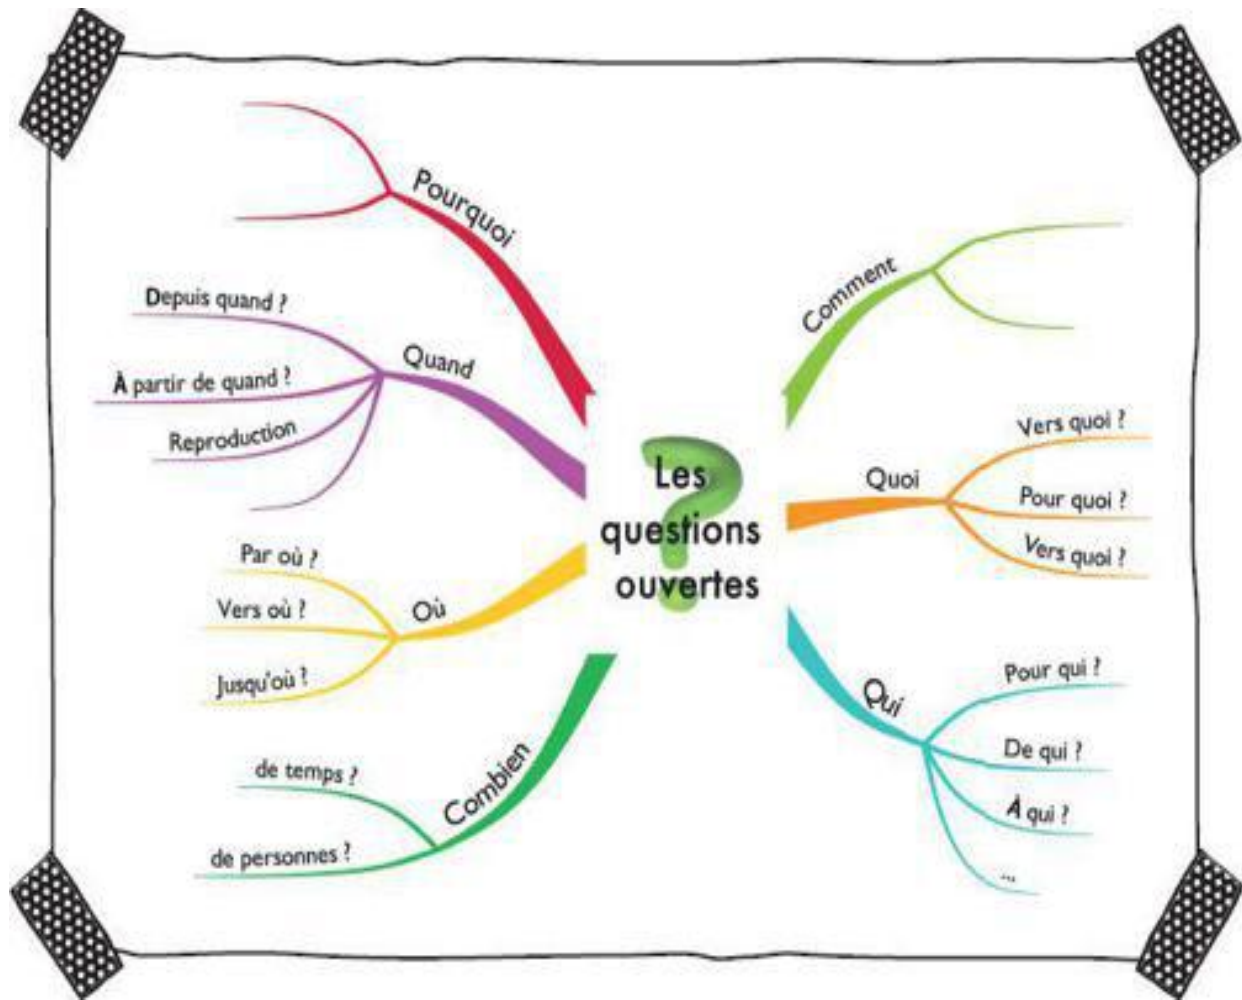 Les
questions
ouvertes
Pourquoi
Quand
Depuis quand ?
À partir de quand ?
Reproduction
Où
Par où ?
Vers où ?
Jusqu'où ?
Combien
de temps ?
de personnes ?
Comment
Quoi
Vers quoi ?
Pour quoi ?
Vers quoi ?
Qui
Pour qui ?
De qui ?
À qui ?
...